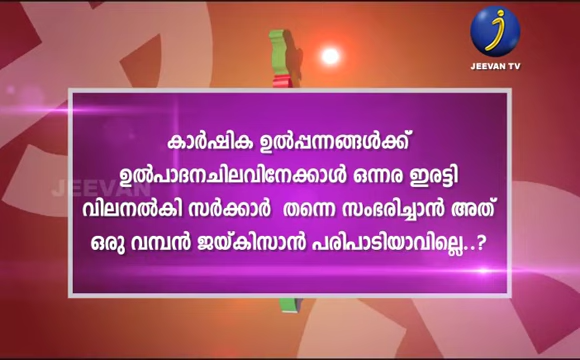 JEEVAN TV
കാർഷിക ഉൽപ്പന്നങ്ങൾക്ക്
ഉൽപാദനചിലവിനേക്കാൾ ഒന്നര ഇരട്ടി
JEEVAN
വിലനൽകി സർക്കാർ തന്നെ സംഭരിച്ചാൻ അത്
ഒരു വമ്പൻ ജയ്കിസാൻ പരിപാടിയാവില്ലെ..?